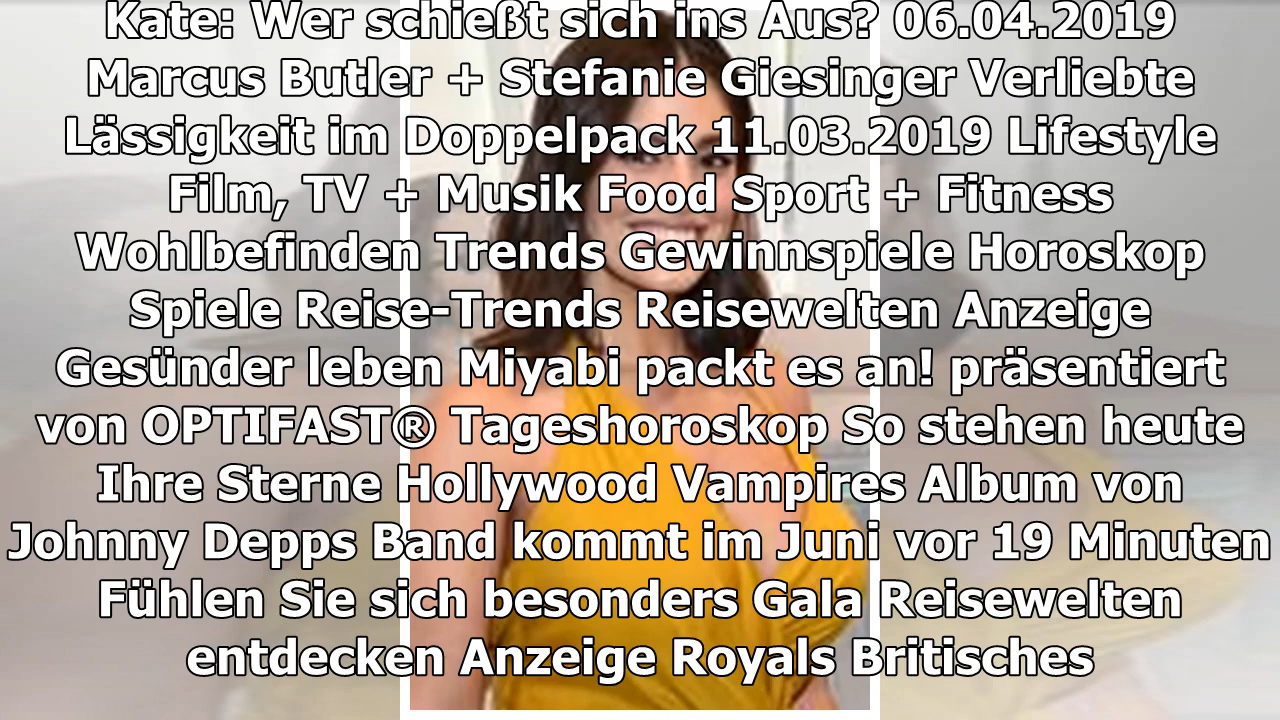 Kate: Wer schießt sich ins Aus? 06.04.2019
Marcus Butler + Stefanie Giesinger Verliebte
Lässigkeit im Doppelpack 11.03.2019 Lifestyle
Film, TV + Musik Food Sport + Fitness
Wohlbefinden Trends Gewinnspiele Horoskop
Spiele Reise-Trends Reisewelten Anzeige
Gesünder leben Miyabi packt es an! präsentiert
von OPTIFAST® Tageshoroskop So stehen heute
Ihre Sterne Hollywood Vampires Album von
Johnny Depps Band kommt im Juni vor 19 Minuten
Fühlen Sie sich besonders Gala Reisewelten
entdecken Anzeige Royals Britisches